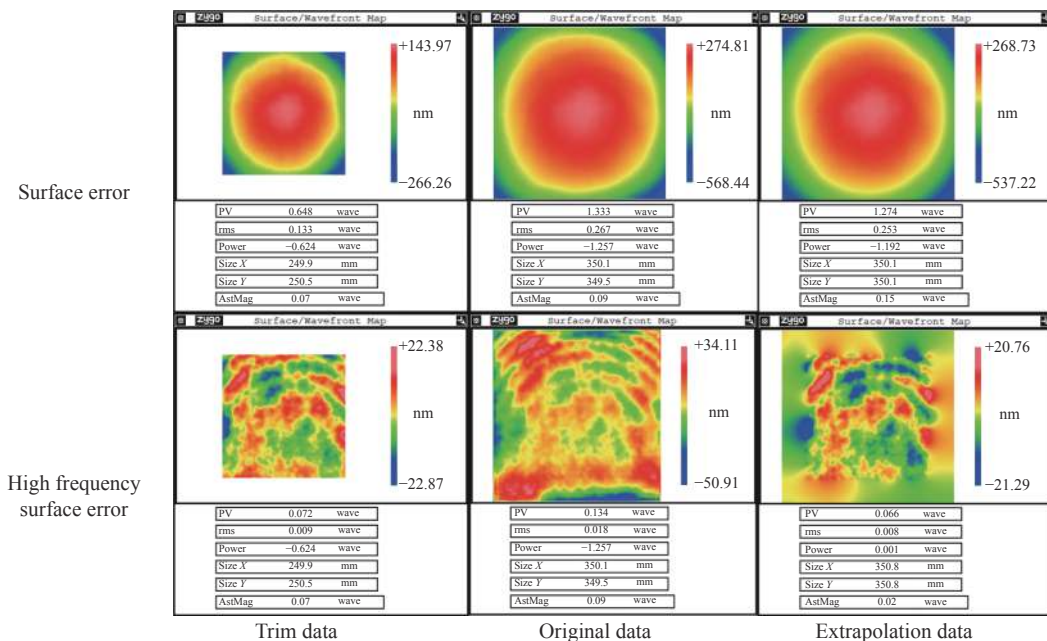 zygo Surface/Wavefront Map
+143.97
nm
−266.26
PV 0.648 wave
rms 0.133 wave
Power −0.624 wave
Size X 249.9 mm
Size Y 250.5 mm
AstMag 0.07 wave
zygo Surface/Wavefront Map
+274.81
nm
−568.44
PV 1.333 wave
rms 0.267 wave
Power −1.257 wave
Size X 350.1 mm
Size Y 349.5 mm
AstMag 0.09 wave
zygo Surface/Wavefront Map
+268.73
nm
−537.22
PV 1.274 wave
rms 0.253 wave
Power −1.192 wave
Size X 350.1 mm
Size Y 350.1 mm
AstMag 0.15 wave
Surface error
zygo Surface/Wavefront Map
+22.38
nm
−22.87
PV 0.072 wave
rms 0.009 wave
Power −0.624 wave
Size X 249.9 mm
Size Y 250.5 mm
AstMag 0.07 wave
zygo Surface/Wavefront Map
+34.11
nm
−50.91
PV 0.134 wave
rms 0.018 wave
Power −1.257 wave
Size X 350.1 mm
Size Y 349.5 mm
AstMag 0.09 wave
zygo Surface/Wavefront Map
+20.76
nm
−21.29
PV 0.066 wave
rms 0.008 wave
Power 0.001 wave
Size X 350.8 mm
Size Y 350.8 mm
AstMag 0.02 wave
High frequency
surface error
Trim data
Original data
Extrapolation data